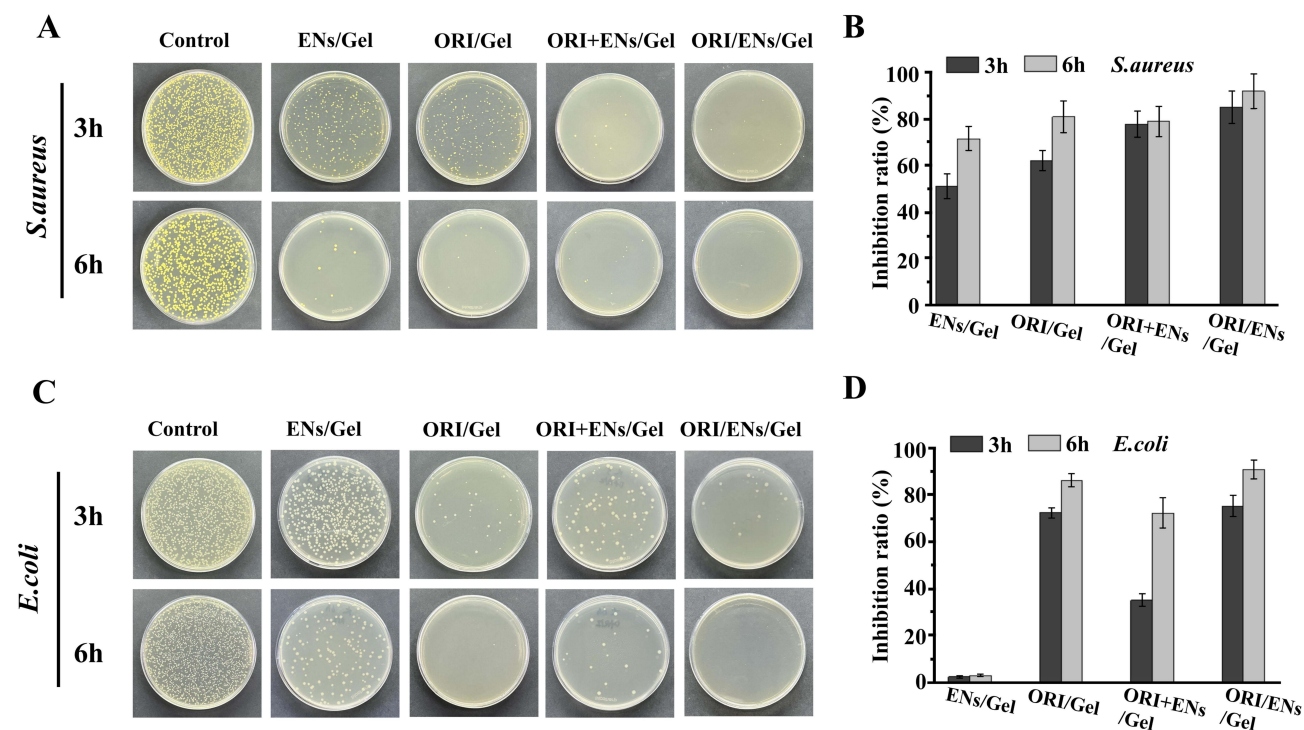 A
Control
ENs/Gel
ORI/Gel
ORI+ENs/Gel
ORI/ENs/Gel
S.aureus
3h
6h
B
3h
6h
S.aureus
Inhibition ratio (%)
100
80
60
40
20
0
ENs/Gel
ORI/Gel
ORI+ENs
/Gel
ORI/ENs
/Gel
C
Control
ENs/Gel
ORI/Gel
ORI+ENs/Gel
ORI/ENs/Gel
E.coli
3h
6h
D
3h
6h
E.coli
Inhibition ratio (%)
100
80
60
40
20
0
ENs/Gel
ORI/Gel
ORI+ENs
/Gel
ORI/ENs
/Gel